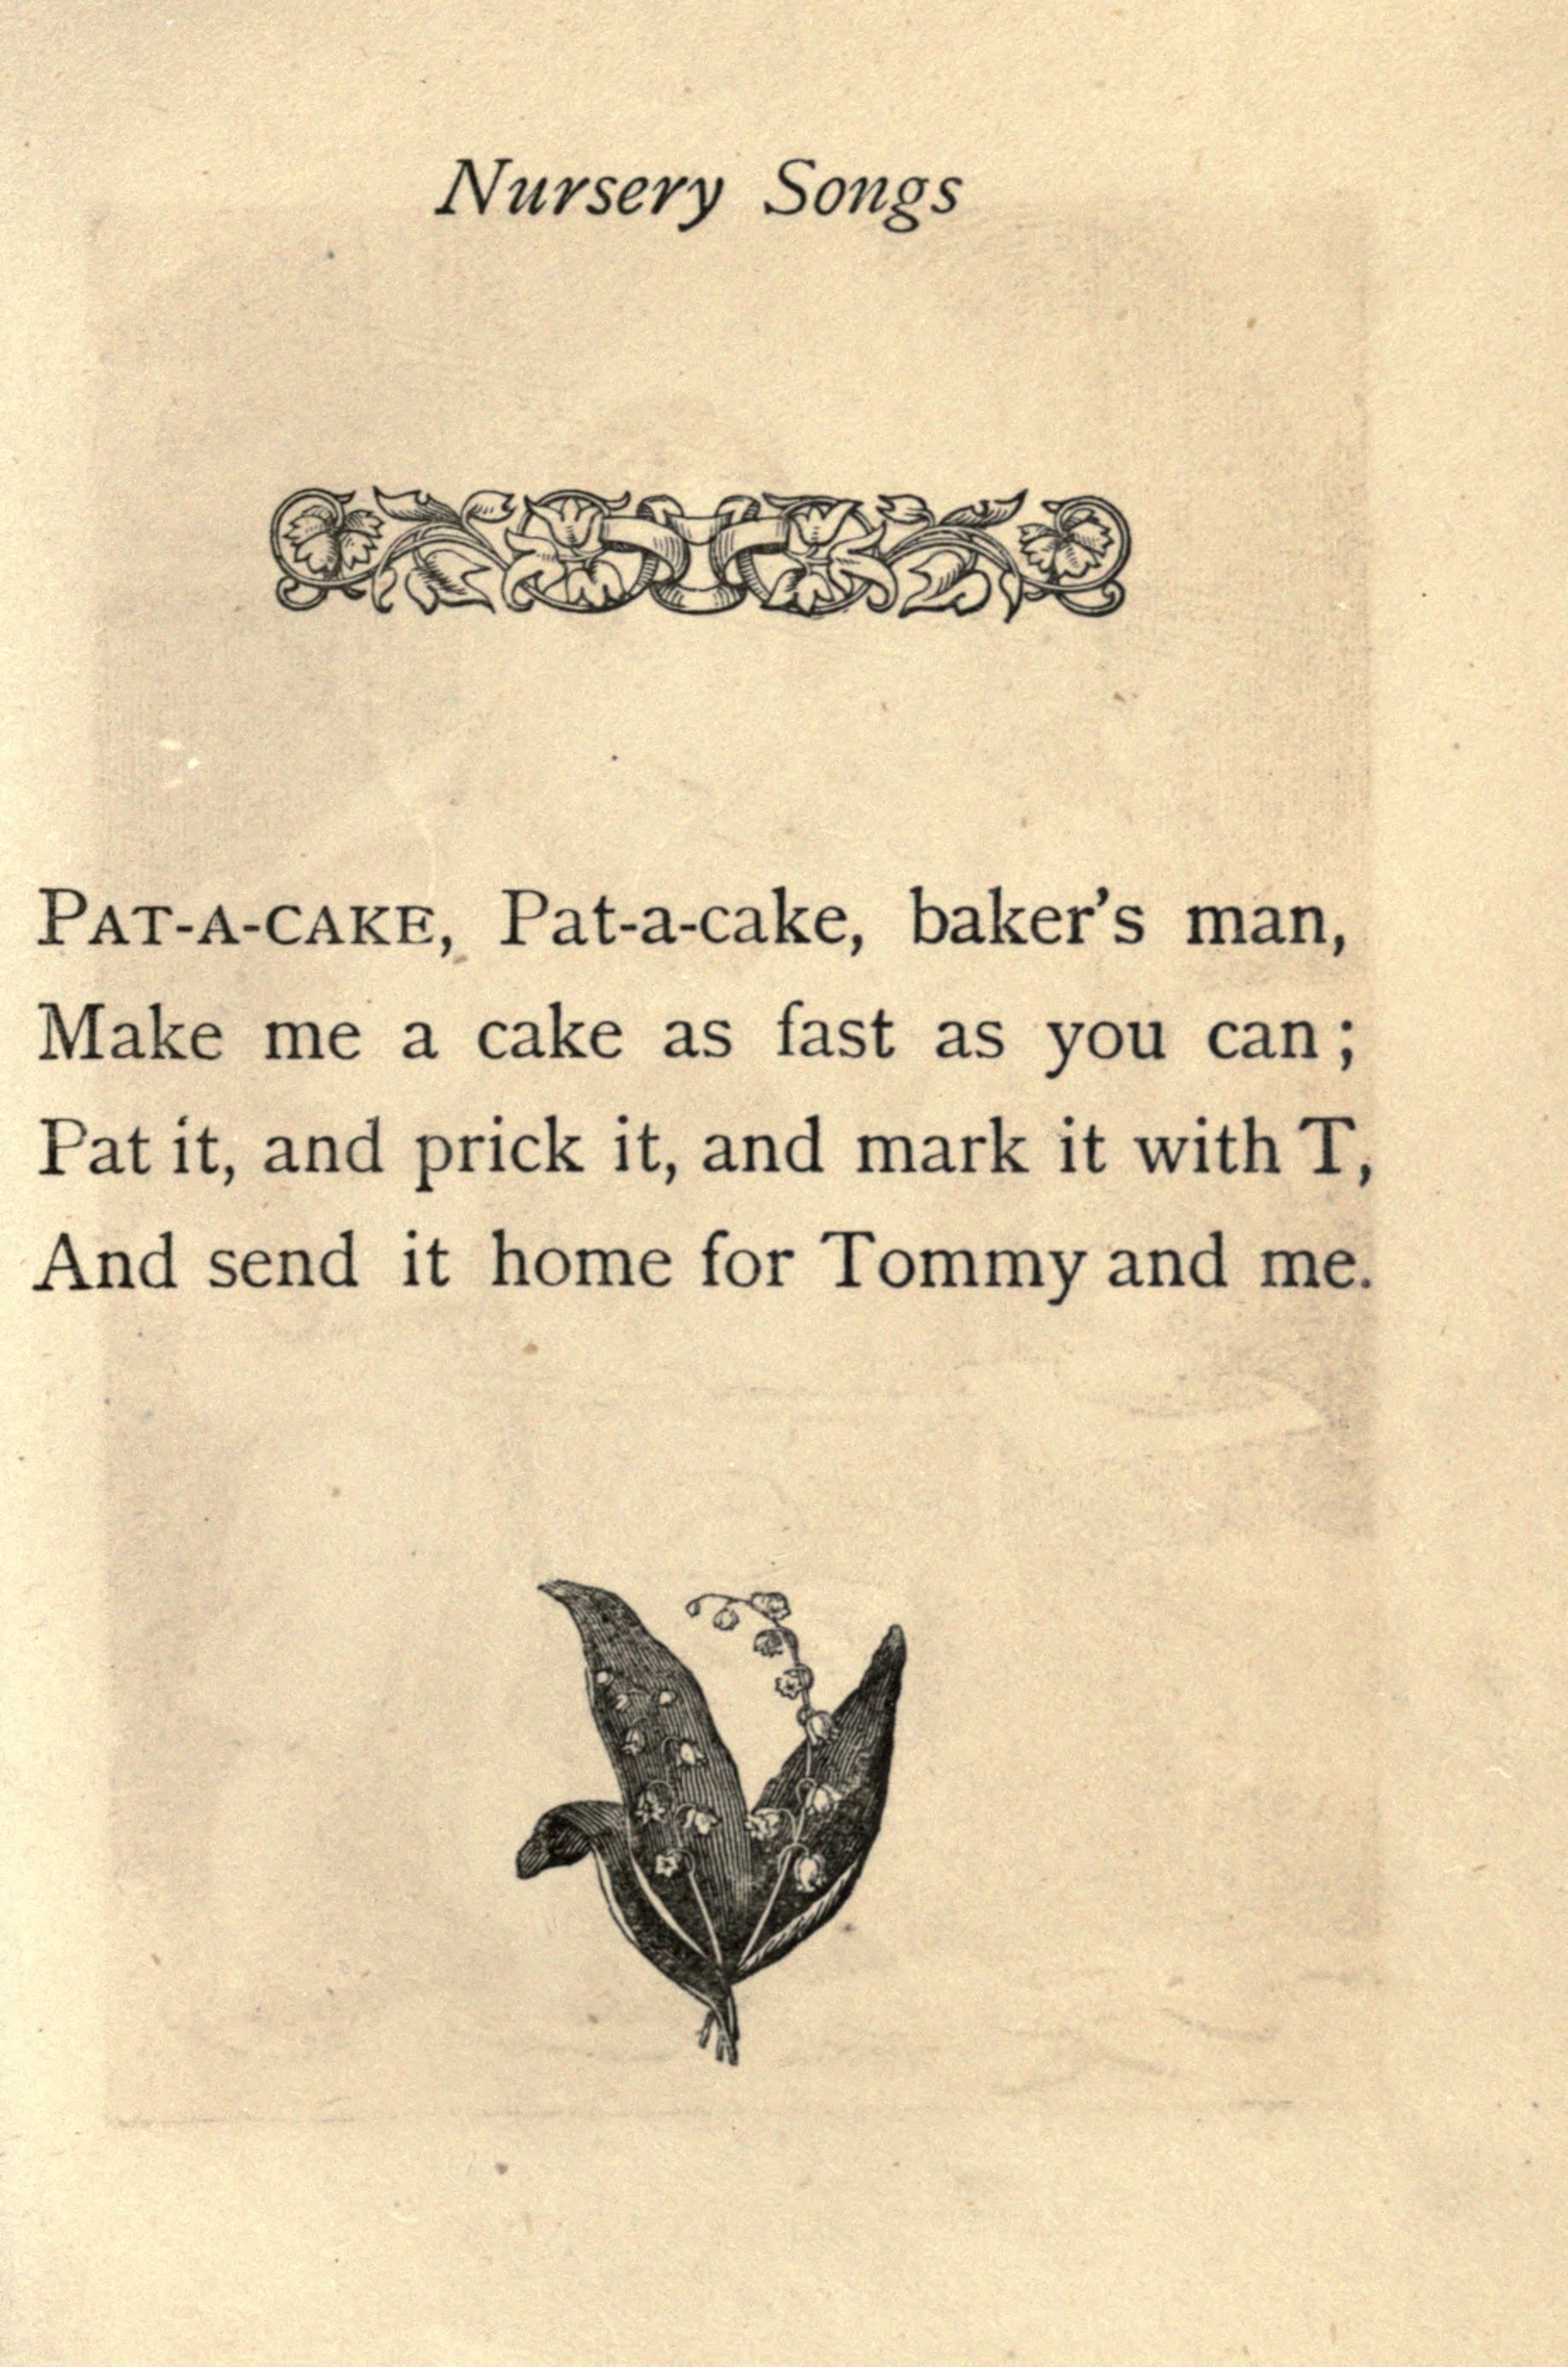 Nursery Songs
PAT-A-CAKE, Pat-a-cake, baker's man,
Make me a cake as fast as you can;
Pat it, and prick it, and mark it with T,
And send it home for Tommy and me.